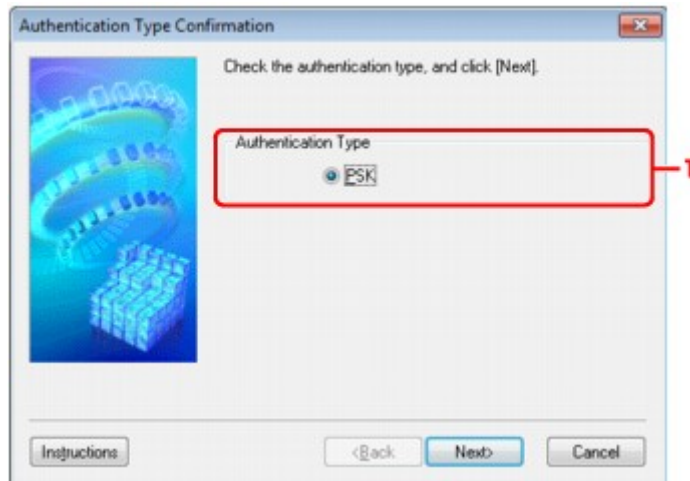 Authentication Type Confirmation
Check the authentication type, and click [Next].
Authentication Type
PSK
1
Instructions
<Back
Next>
Cancel